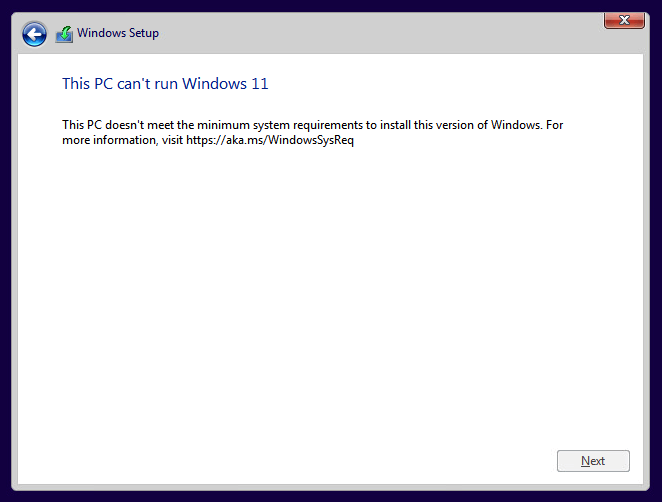 Windows Setup
This PC can't run Windows 11
This PC doesn't meet the minimum system requirements to install this version of Windows. For
more information, visit https://aka.ms/WindowsSysReq
Next